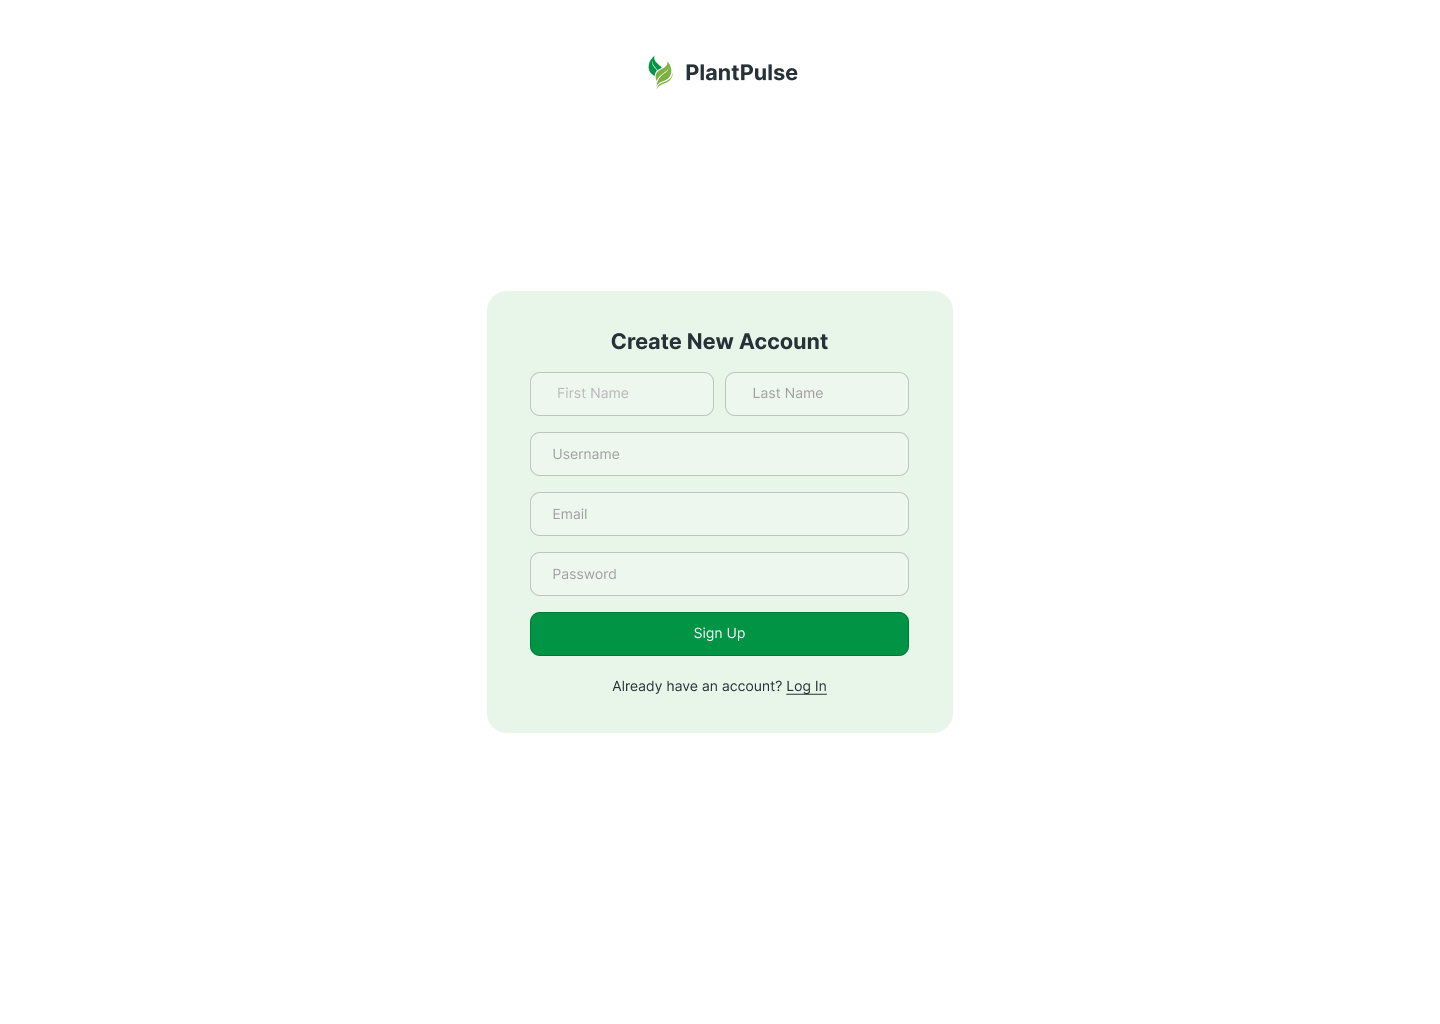 PlantPulse
Create New Account
First Name
Last Name
Username
Email
Password
Sign Up
Already have an account? Log In